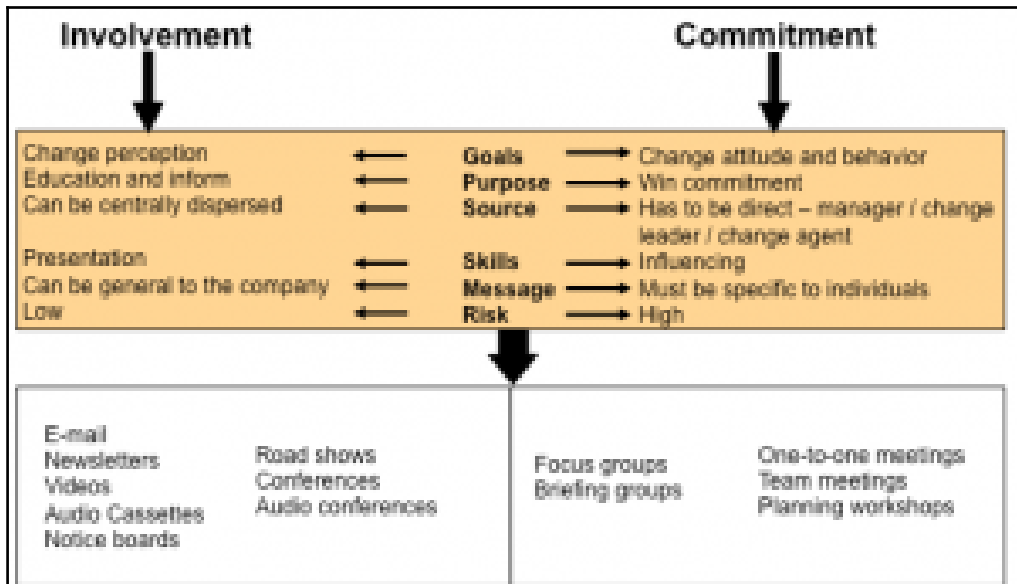 Involvement
Commitment
Change perception Goals Change attitude and behavior
Education and inform Purpose Win commitment
Can be centrally dispersed Source Has to be direct – manager / change
leader / change agent
Presentation Skills Influencing
Can be general to the company Message Must be specific to individuals
Low Risk High
E-mail
Newsletters
Videos
Audio Cassettes
Notice boards
Road shows
Conferences
Audio conferences
Focus groups
Briefing groups
One-to-one meetings
Team meetings
Planning workshops